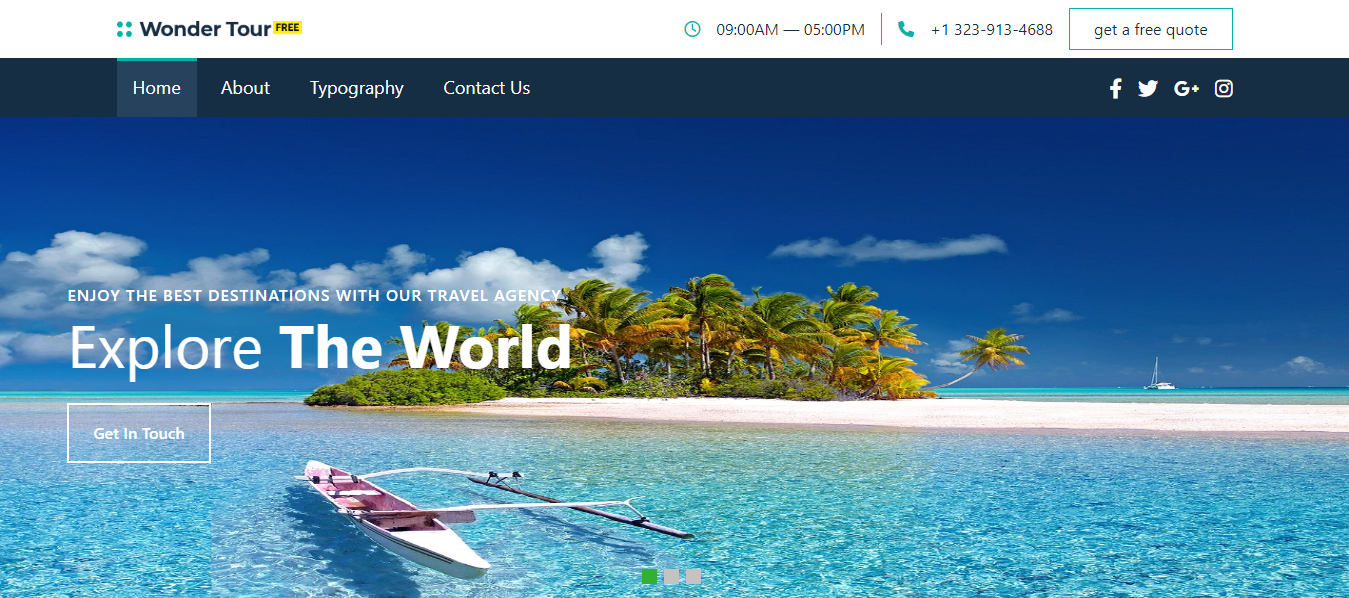 Wonder Tour FREE
09:00AM — 05:00PM
+1 323-913-4688
get a free quote
Home
About
Typography
Contact Us
G+
ENJOY THE BEST DESTINATIONS WITH OUR TRAVEL AGENCY
Explore The World
Get In Touch